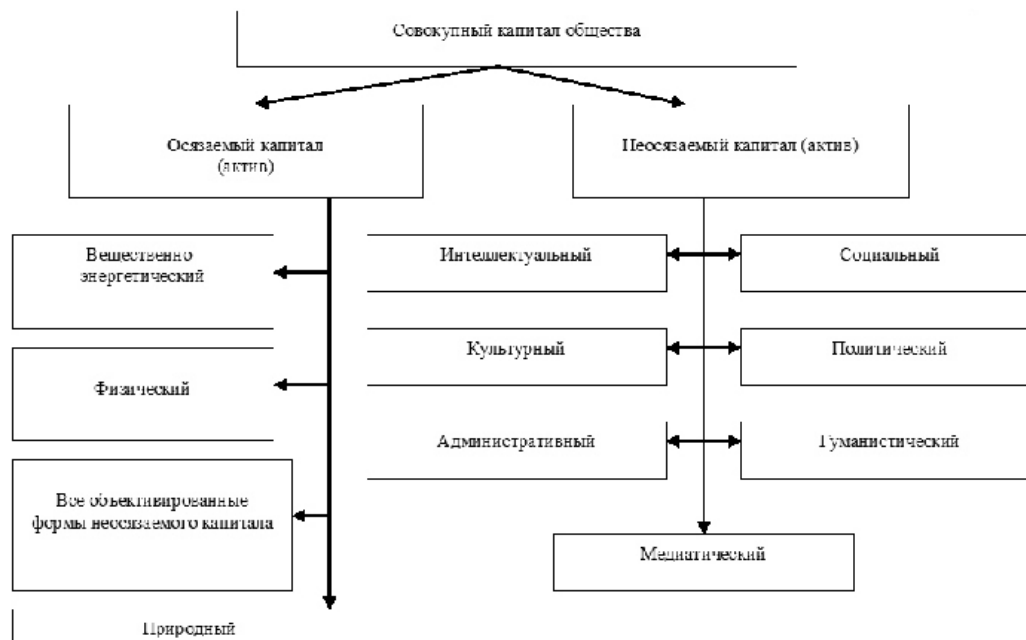 Совокупный капитал общества
Осязаемый капитал
(актив)
Неосязаемый капитал (актив)
Вещественно
энергетический
Интеллектуальный
Социальный
Физический
Культурный
Политический
Административный
Гуманистический
Все объективированные
формы неосязаемого капитала
Медиатический
Природный